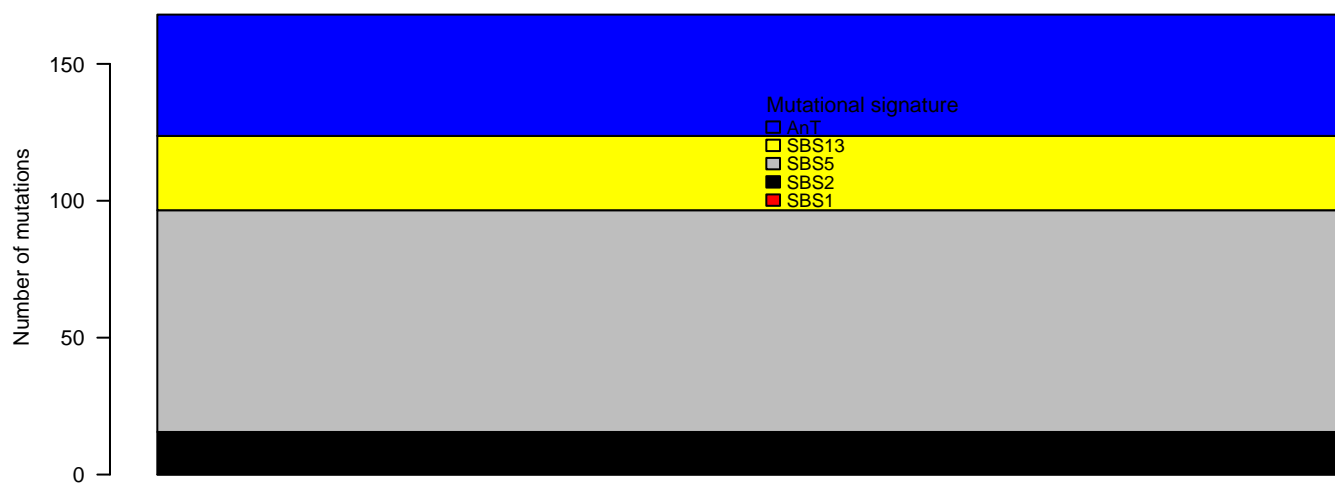 150
100
50
0
Number of mutations
Mutational signature
AnT
SBS13
SBS5
SBS2
SBS1